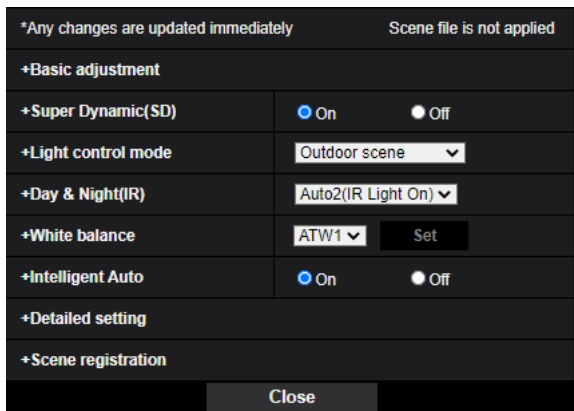 *Any changes are updated immediately Scene file is not applied
+Basic adjustment
+Super Dynamic(SD) On Off
+Light control mode Outdoor scene
+Day & Night(IR) Auto2(IR Light On)
+White balance ATW1 Set
+Intelligent Auto On Off
+Detailed setting
+Scene registration
Close